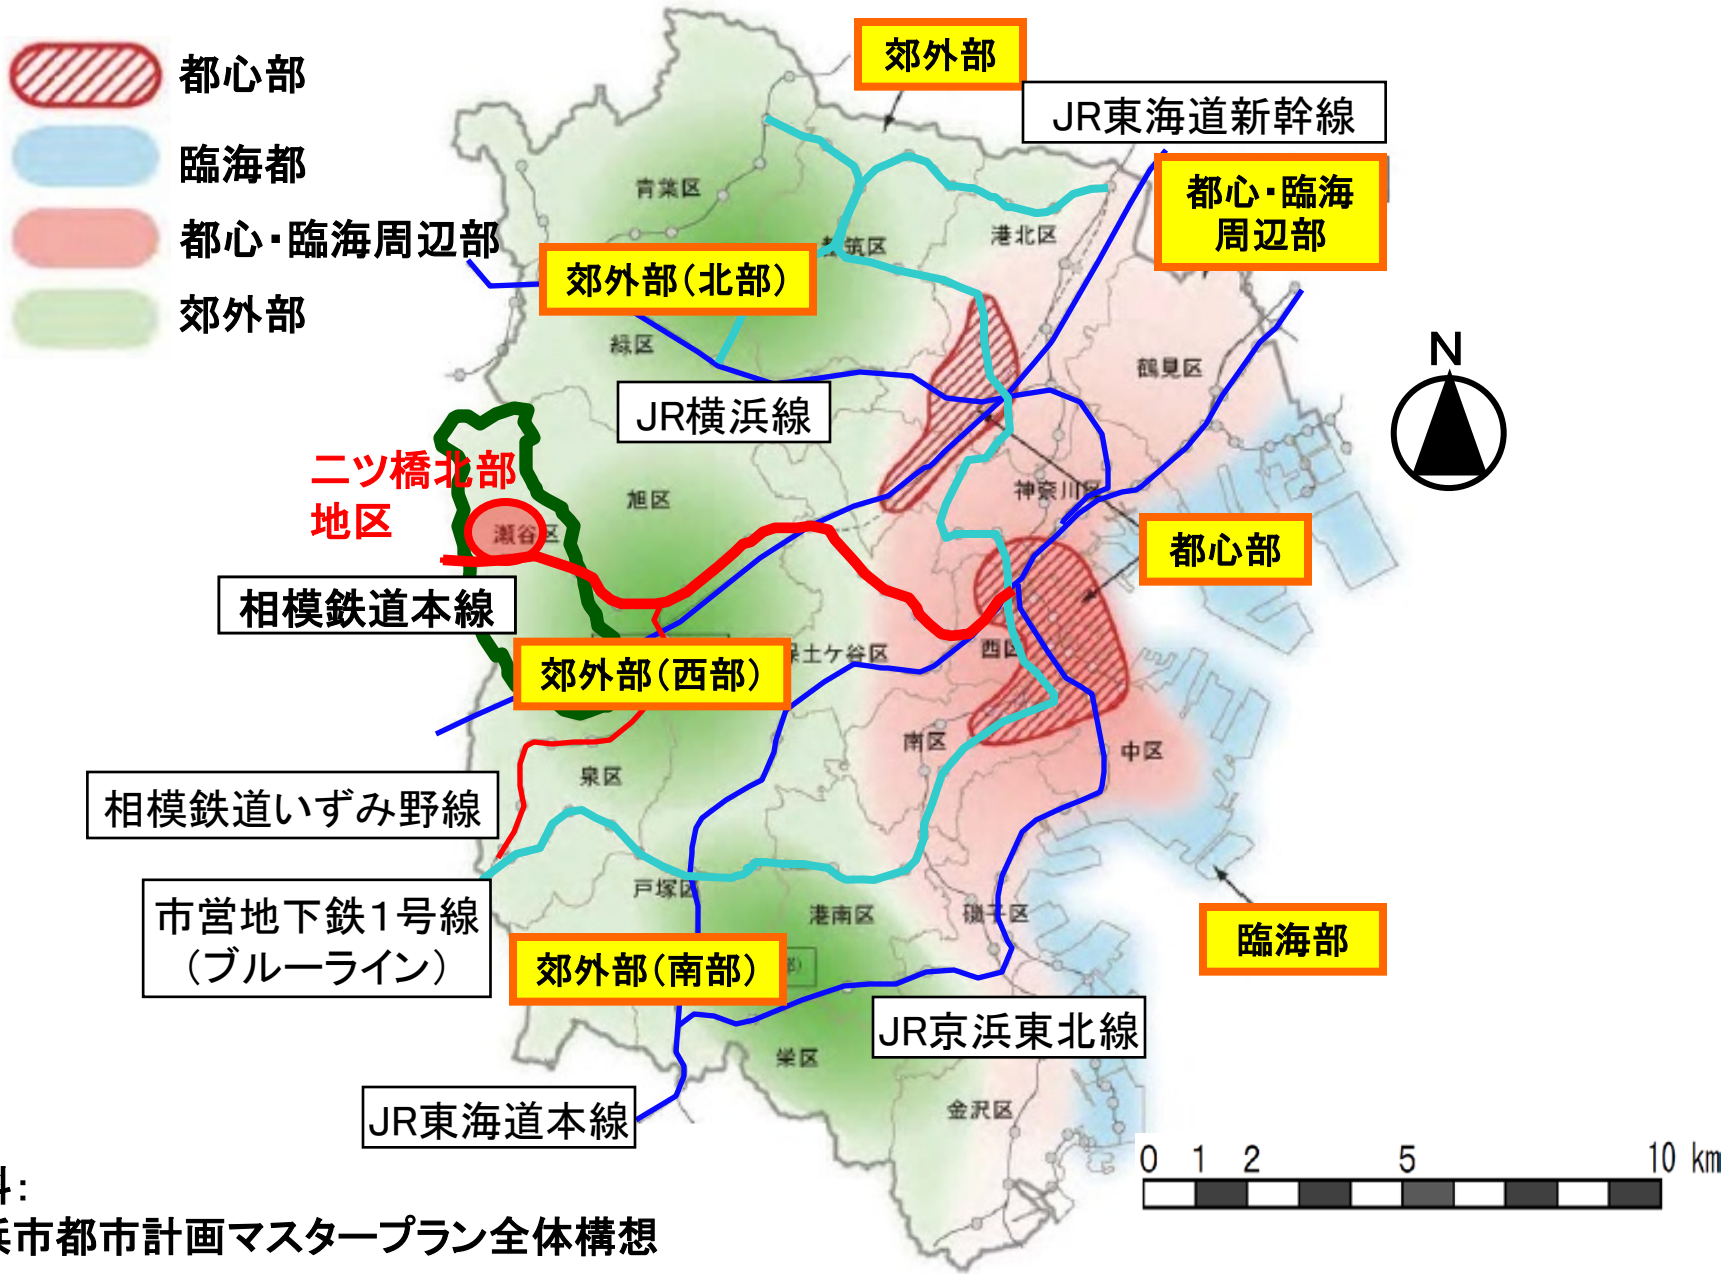 都心部
臨海都
都心・臨海周辺部
郊外部
郊外部
JR東海道新幹線
都心・臨海
周辺部
青葉区
筑区
港北区
郊外部(北部)
緑区
鶴見区
N
JR横浜線
二ツ橋北部
地区
旭区
神奈川区
瀬谷区
都心部
相模鉄道本線
土ケ谷区
西区
郊外部(西部)
南区
中区
泉区
相模鉄道いずみ野線
戸塚区
港南区
磯子区
市営地下鉄1号線
(ブルーライン)
臨海部
郊外部(南部)
部)
JR京浜東北線
栄区
JR東海道本線
金沢区
0 1 2 5 10 km
料:
浜市都市計画マスタープラン全体構想